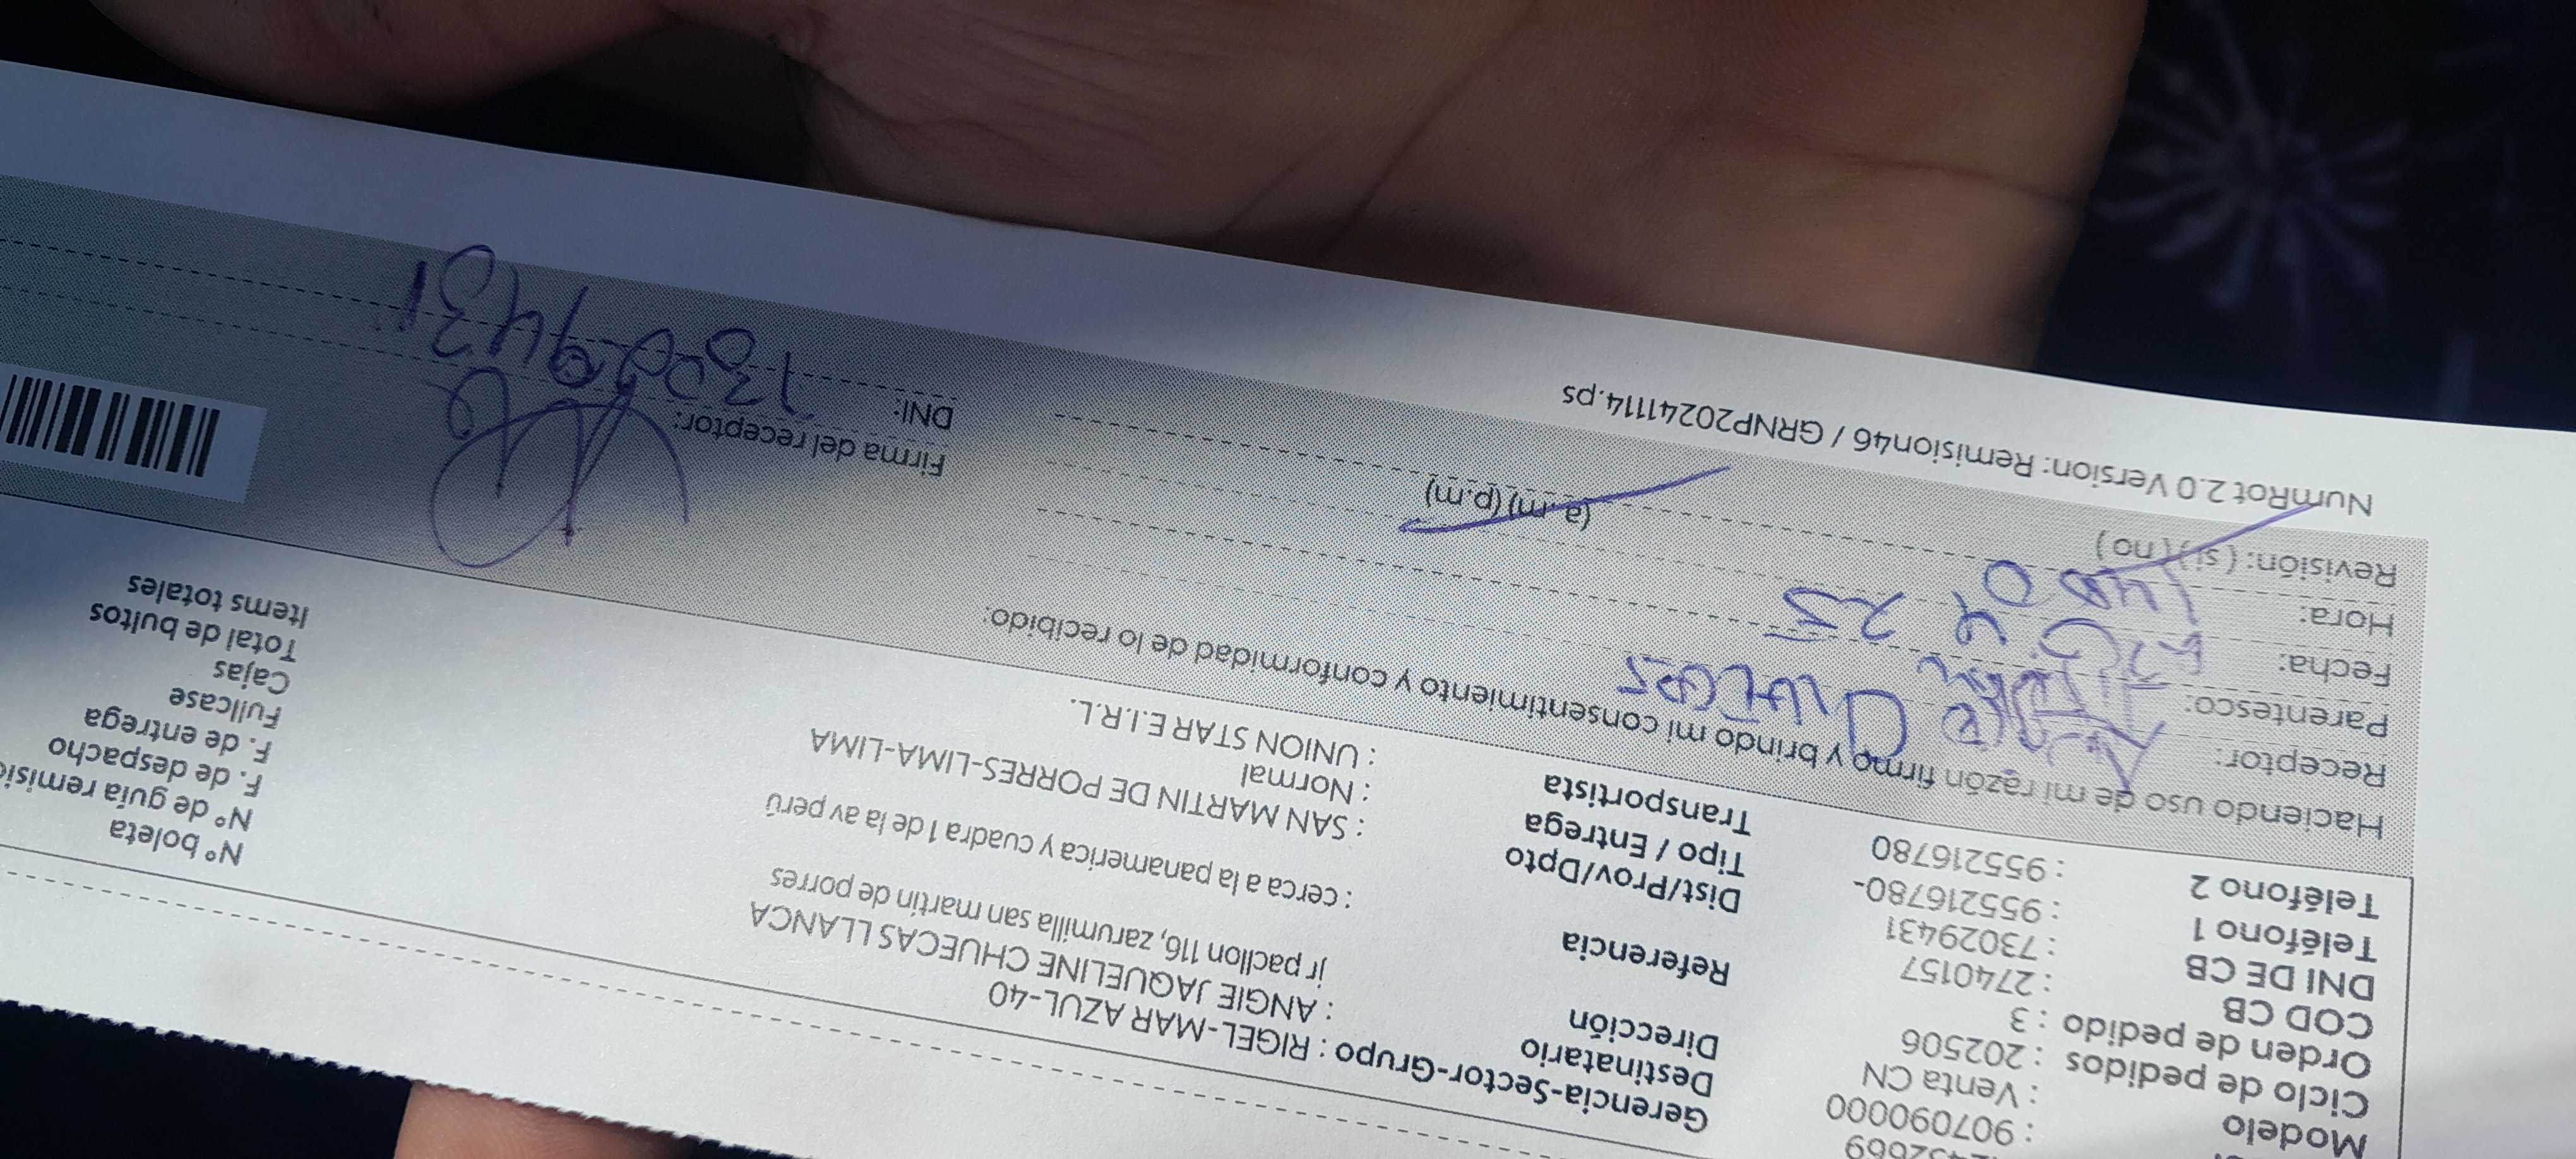 907090000
Modelo : Venta CN
Ciclo de pedidos : 202506
Orden de pedido : 3
COD CB : 2740157
DNI DE CB : 73029431
Teléfono 1 : 955216780-
Teléfono 2 : 955216780
Gerencia-Sector-Grupo : RIGEL-MAR AZUL-40
Destinatario : ANGIE JAQUELINE CHUECAS LLANCA
Dirección jr pacllon 116, zarumilla san martin de porres
Referencia : cerca a la panamerica y cuadra 1 de la av perú
Dist/Prov/Dpto : SAN MARTIN DE PORRES-LIMA-LIMA
Tipo / Entrega : Normal
Transportista : UNION STAR E.I.R.L.
N° boleta
N° de guía
F. de despacho
F. de entrega
Fullcase
Cajas
Total de bultos
Items totales
Haciendo uso de mi razón firmo y brindo mi consentimiento y conformidad de lo recibido.
Receptor: Angie
Parentesco:
Fecha: 4 25
Hora: (a.m) (p.m)
Revisión: ( si ) ( no )
Firma del receptor:
DNI: 73029431
NumRot 2.0 Version: Remision46 / GRNP20241114.ps